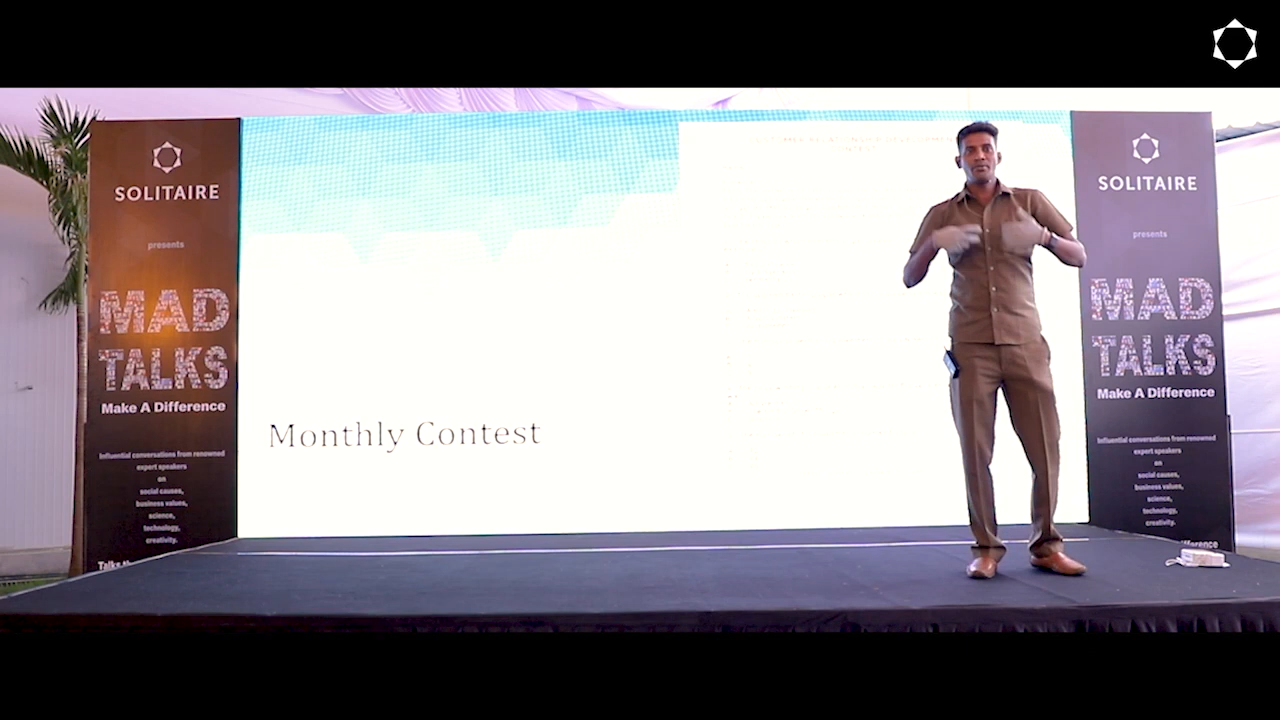 SOLITAIRE
presents
MAD
TALKS
Make A Difference
Influential conversations from renowned
expert speakers
on
social causes,
business values,
science,
technology,
creativity.
Talks
Monthly Contest
SOLITAIRE
presents
MAD
TALKS
Make A Difference
Influential conversations from renowned
expert speakers
on
social causes,
business values,
science,
technology,
creativity.